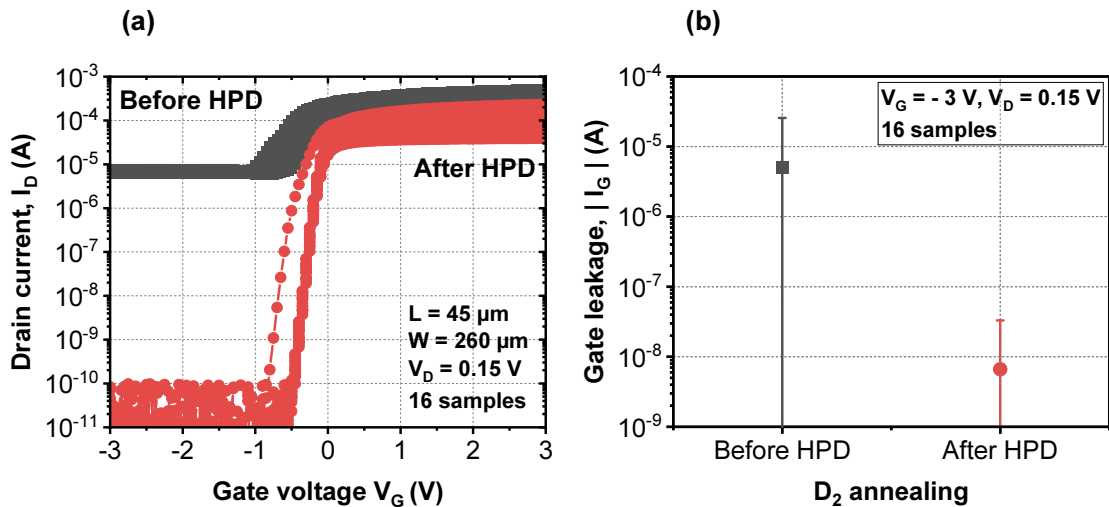 (a)
Drain current, I_D (A)
10^-3
10^-4
10^-5
10^-6
10^-7
10^-8
10^-9
10^-10
10^-11
Before HPD
After HPD
L = 45 μm
W = 260 μm
V_D = 0.15 V
16 samples
-3 -2 -1 0 1 2 3
Gate voltage V_G (V)
(b)
Gate leakage, | I_G | (A)
10^-4
10^-5
10^-6
10^-7
10^-8
10^-9
V_G = - 3 V, V_D = 0.15 V
16 samples
Before HPD After HPD
D_2 annealing